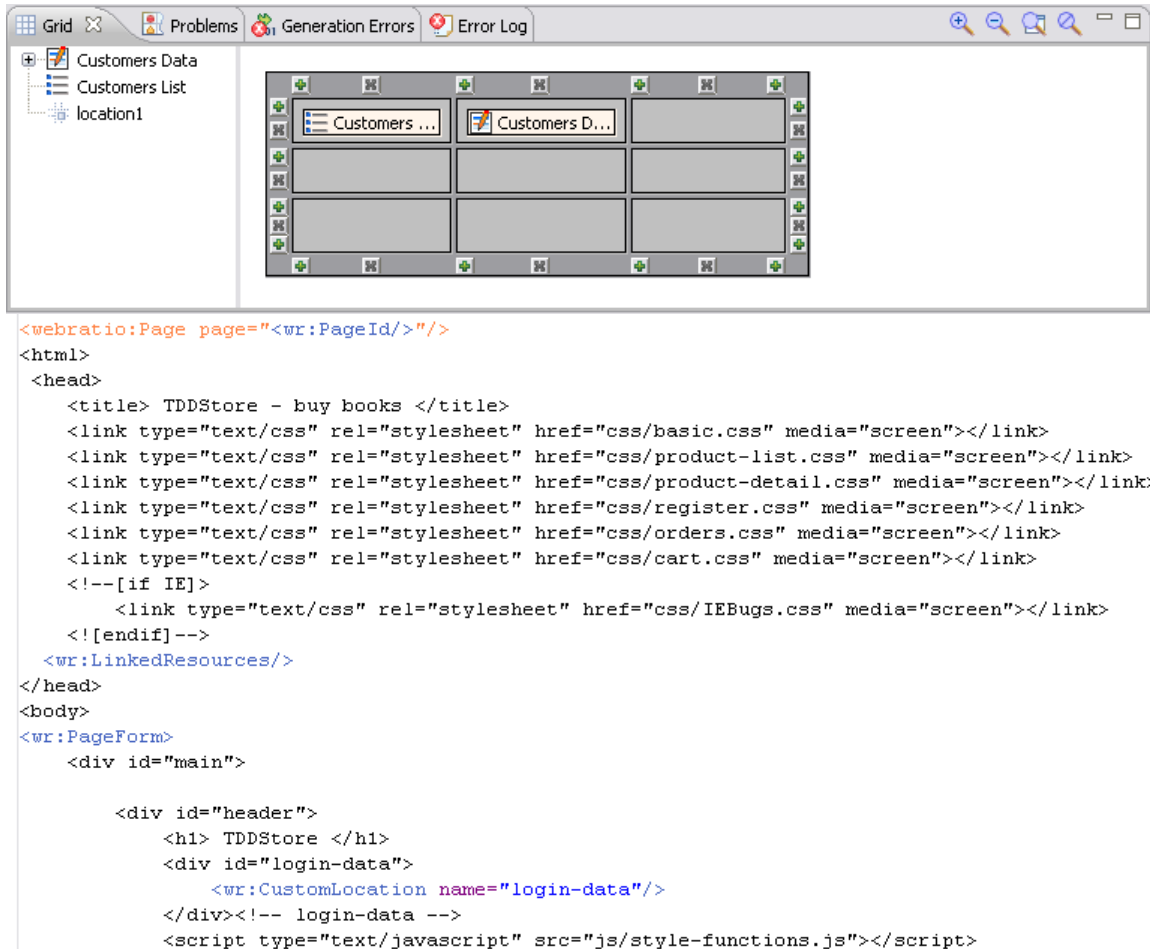 Grid Problems Generation Errors Error Log
Customers Data
Customers List
location1
Customers ... Customers D...
<webratio:Page page="<wr:PageId/>"/>
<html>
<head>
<title> TDDStore - buy books </title>
<link type="text/css" rel="stylesheet" href="css/basic.css" media="screen"></link>
<link type="text/css" rel="stylesheet" href="css/product-list.css" media="screen"></link>
<link type="text/css" rel="stylesheet" href="css/product-detail.css" media="screen"></link>
<link type="text/css" rel="stylesheet" href="css/register.css" media="screen"></link>
<link type="text/css" rel="stylesheet" href="css/orders.css" media="screen"></link>
<link type="text/css" rel="stylesheet" href="css/cart.css" media="screen"></link>
<!--[if IE]>
<link type="text/css" rel="stylesheet" href="css/IEBugs.css" media="screen"></link>
<![endif]-->
<wr:LinkedResources/>
</head>
<body>
<wr:PageForm>
<div id="main">
<div id="header">
<h1> TDDStore </h1>
<div id="login-data">
<wr:CustomLocation name="login-data"/>
</div><!-- login-data -->
<script type="text/javascript" src="js/style-functions.js"></script>